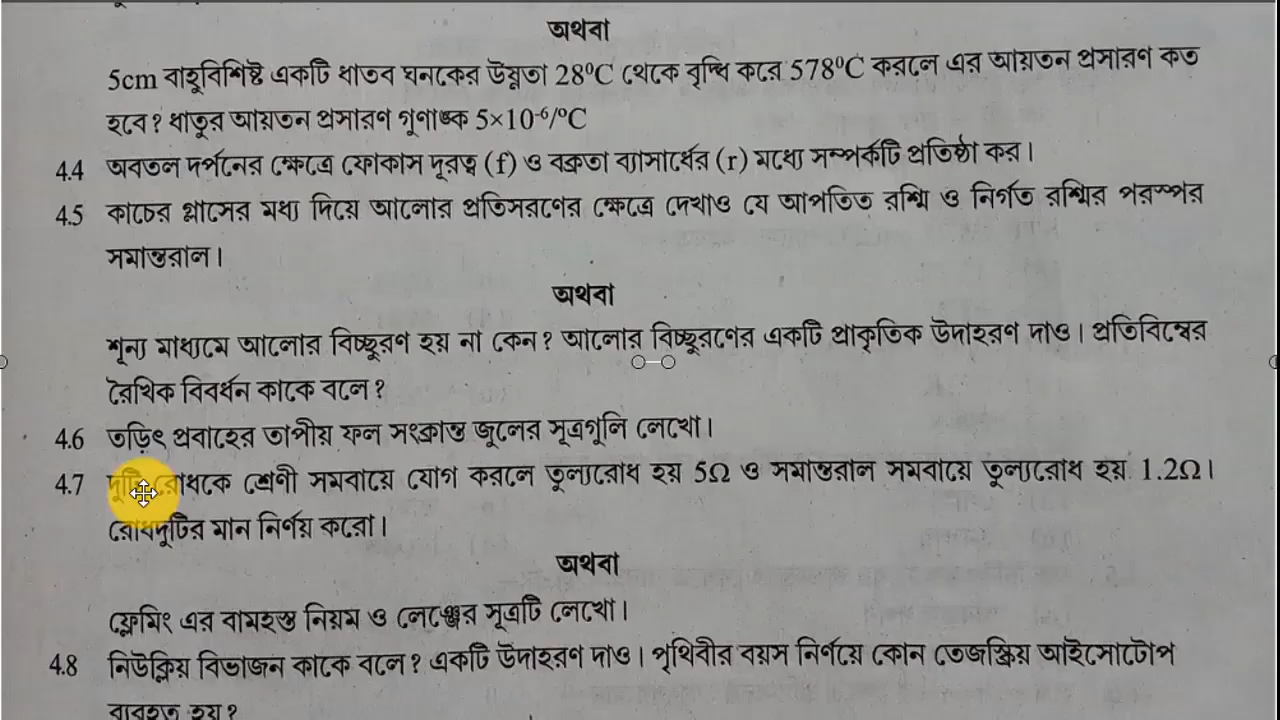 অথবা
5cm বাহুবিশিষ্ট একটি ধাতব ঘনকের উষ্ণতা 28⁰C থেকে বৃদ্ধি করে 578⁰C করলে এর আয়তন প্রসারণ কত
হবে? ধাতুর আয়তন প্রসারণ গুণাঙ্ক 5×10⁻⁶/⁰C
4.4 অবতল দর্পনের ক্ষেত্রে ফোকাস দূরত্ব (f) ও বক্রতা ব্যাসার্ধের (r) মধ্যে সম্পর্কটি প্রতিষ্ঠা কর।
4.5 কাচের গ্লাসের মধ্য দিয়ে আলোর প্রতিসরণের ক্ষেত্রে দেখাও যে আপতিত রশ্মি ও নির্গত রশ্মির পরস্পর
সমান্তরাল।
অথবা
শূন্য মাধ্যমে আলোর বিচ্ছুরণ হয় না কেন? আলোর বিচ্ছুরণের একটি প্রাকৃতিক উদাহরণ দাও। প্রতিবিম্বের
রৈখিক বিবর্ধন কাকে বলে?
4.6 তড়িৎ প্রবাহের তাপীয় ফল সংক্রান্ত জুলের সূত্রগুলি লেখো।
4.7 দুটি রোধকে শ্রেণী সমবায়ে যোগ করলে তুল্যরোধ হয় 5Ω ও সমান্তরাল সমবায়ে তুল্যরোধ হয় 1.2Ω।
রোধদুটির মান নির্ণয় করো।
অথবা
ফ্লেমিং এর বামহস্ত নিয়ম ও লেঞ্জের সূত্রটি লেখো।
4.8 নিউক্লিয় বিভাজন কাকে বলে? একটি উদাহরণ দাও। পৃথিবীর বয়স নির্ণয়ে কোন তেজস্ক্রিয় আইসোটোপ
ব্যবহৃত হয়?